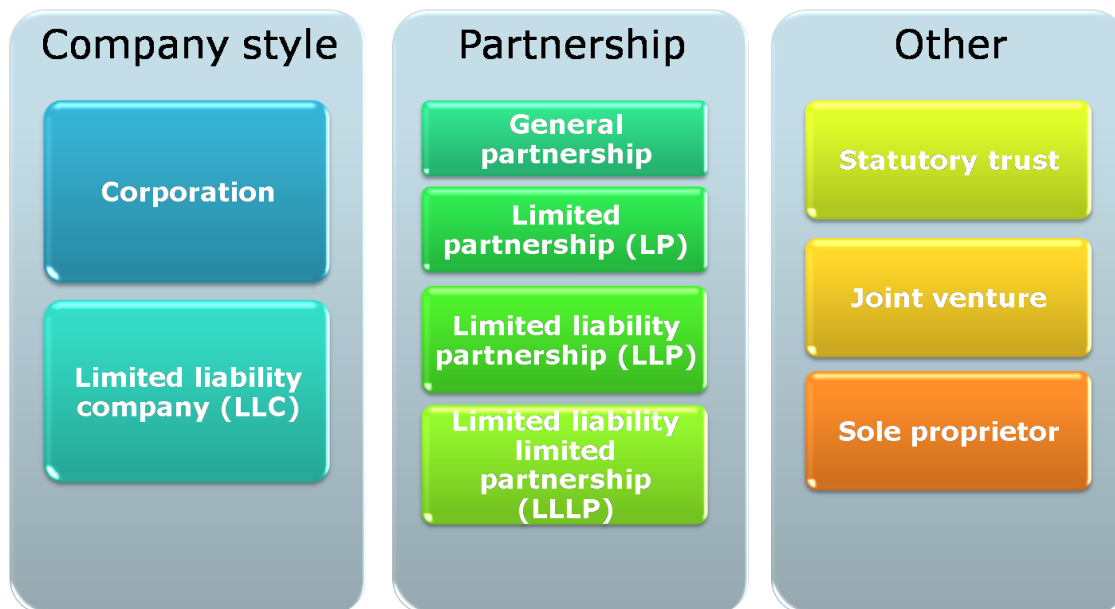 Company style
Corporation
Limited liability
company (LLC)
Partnership
General
partnership
Limited
partnership (LP)
Limited liability
partnership (LLP)
Limited liability
limited
partnership
(LLLP)
Other
Statutory trust
Joint venture
Sole proprietor